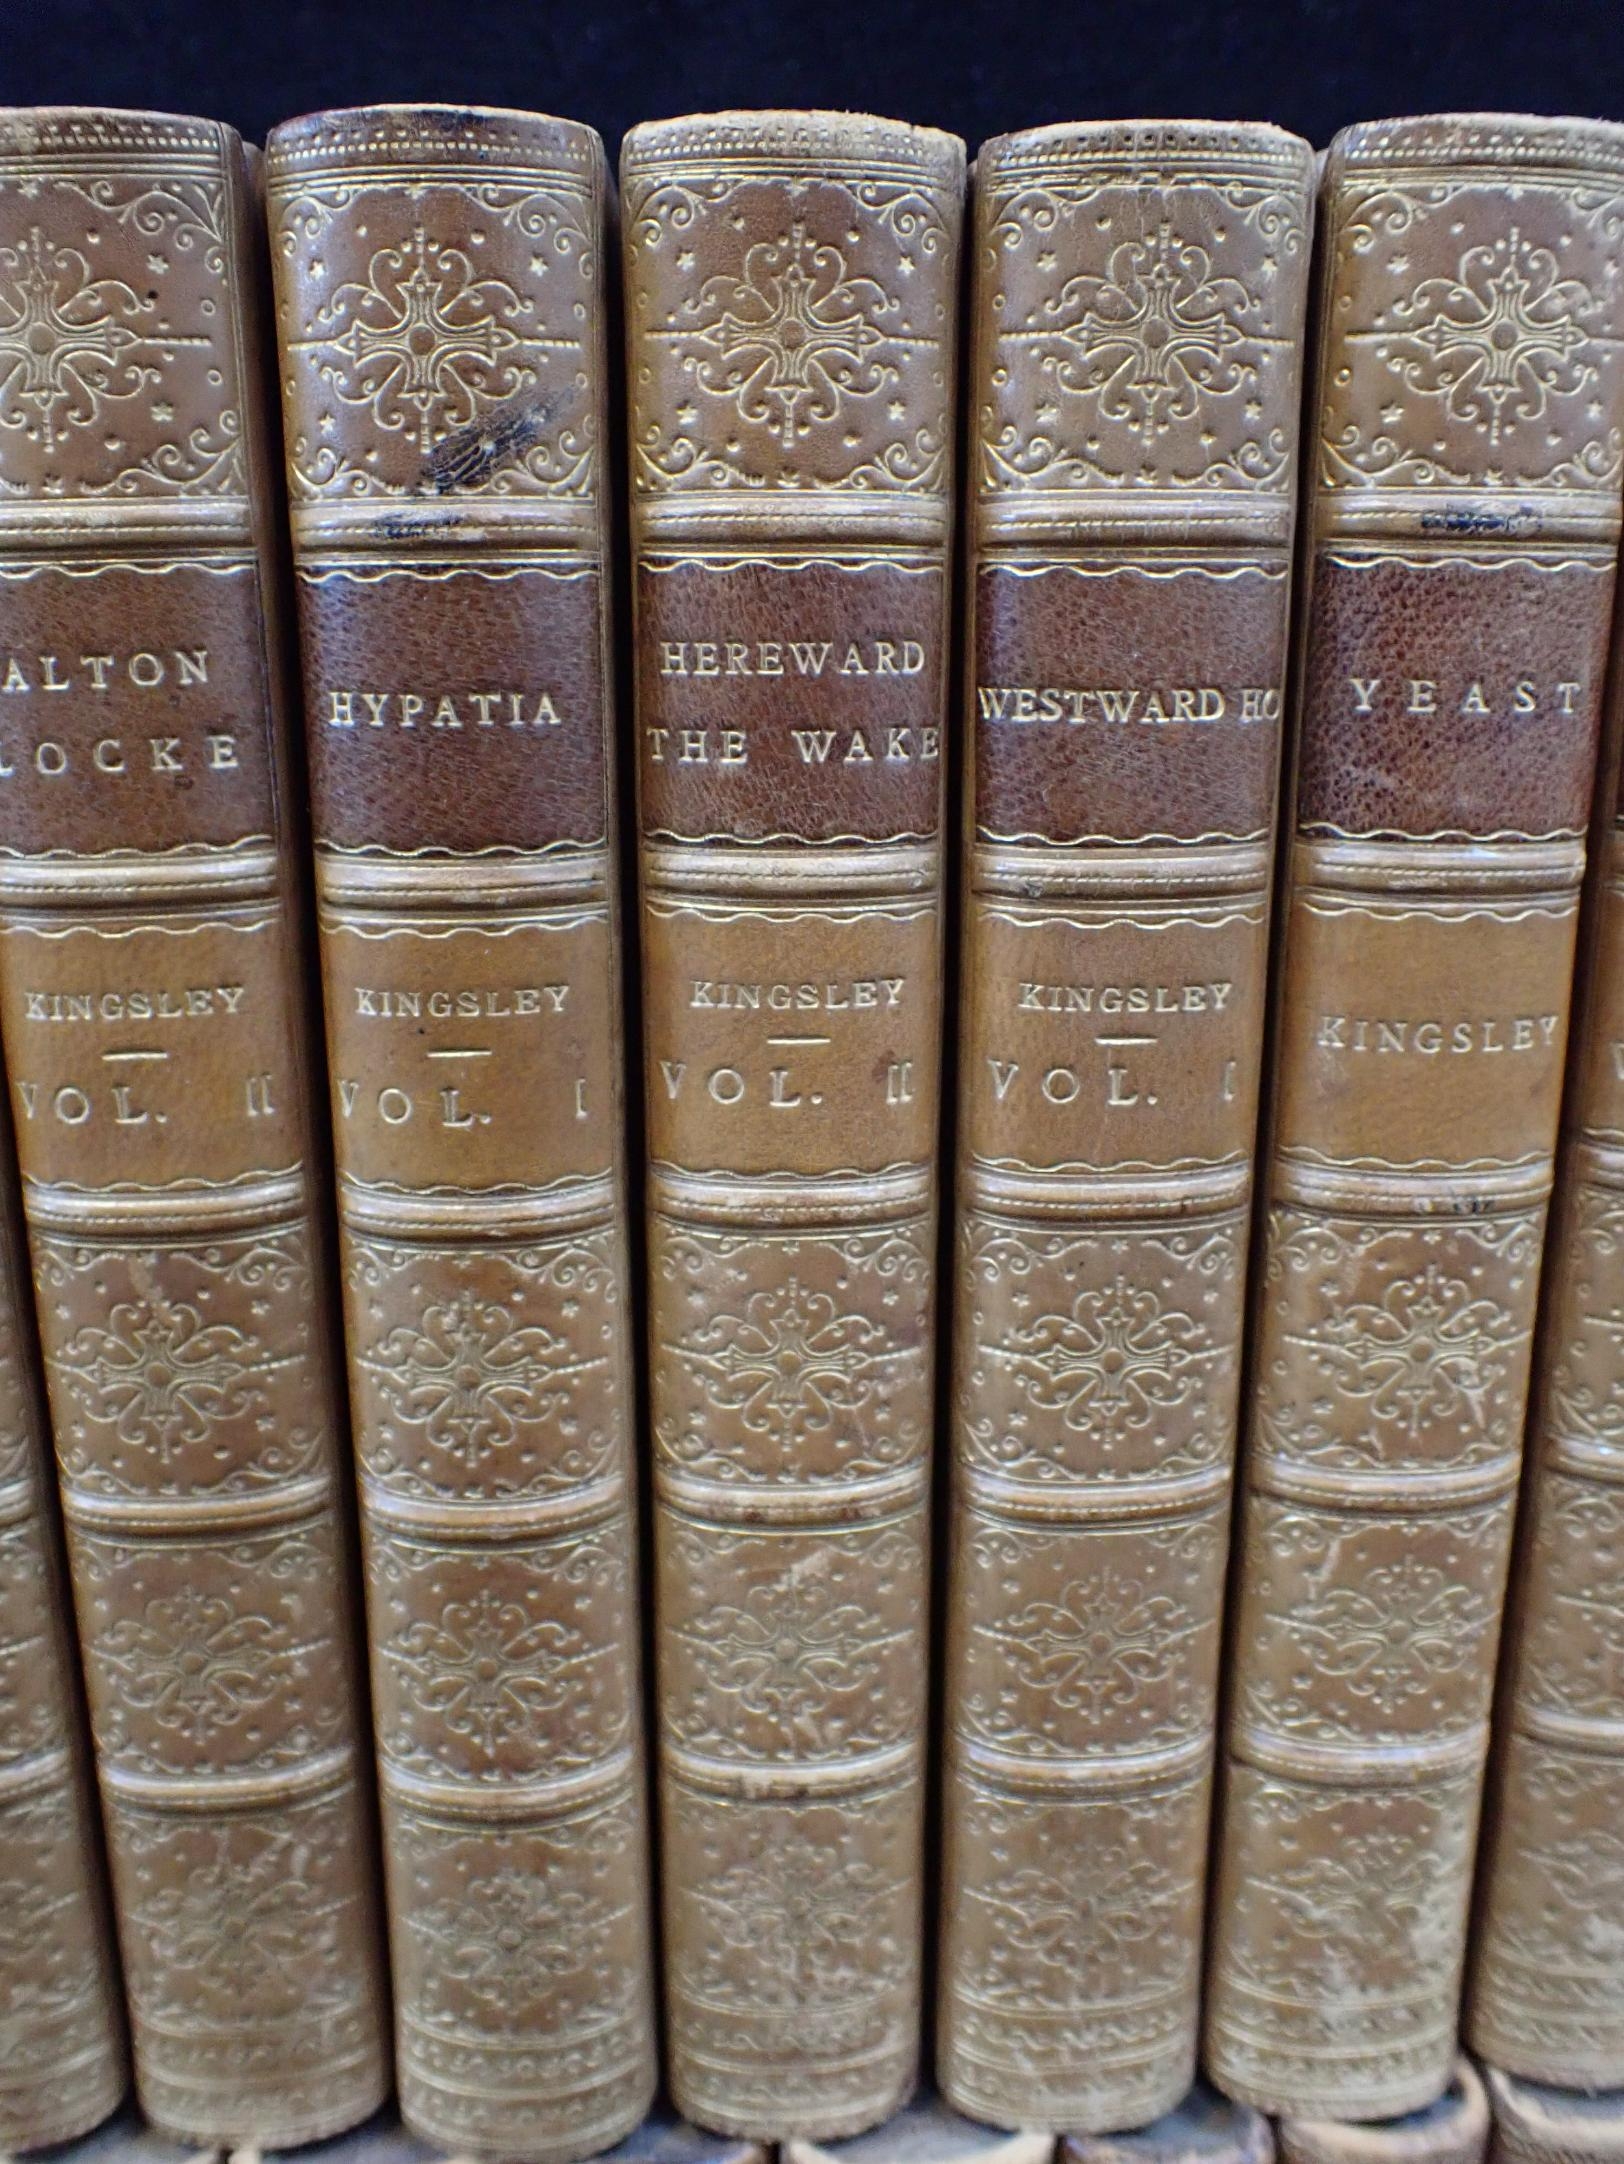 ALTON
LOCKE
KINGSLEY
VOL. II
HYPATIA
KINGSLEY
VOL. I
HEREWARD
THE WAKE
KINGSLEY
VOL. II
WESTWARD HO
KINGSLEY
VOL. I
YEAST
KINGSLEY